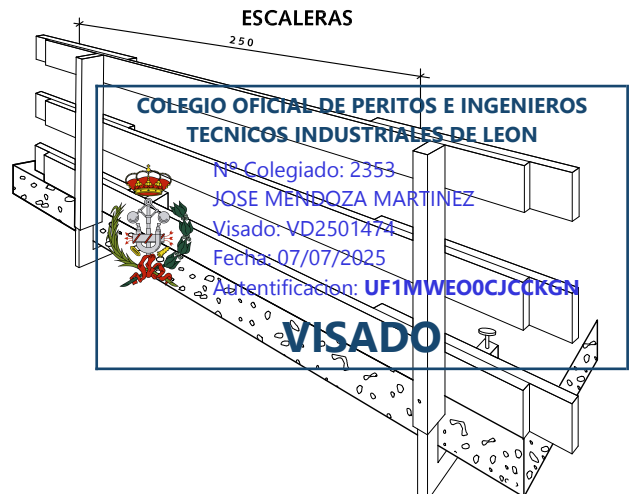 ESCALERAS
250
COLEGIO OFICIAL DE PERITOS E INGENIEROS
TECNICOS INDUSTRIALES DE LEON
Nº Colegiado: 2353
JOSE MENDOZA MARTINEZ
Visado: VD2501474
Fecha: 07/07/2025
Autentificacion: UF1MWEO0CJCCKGN
VISADO